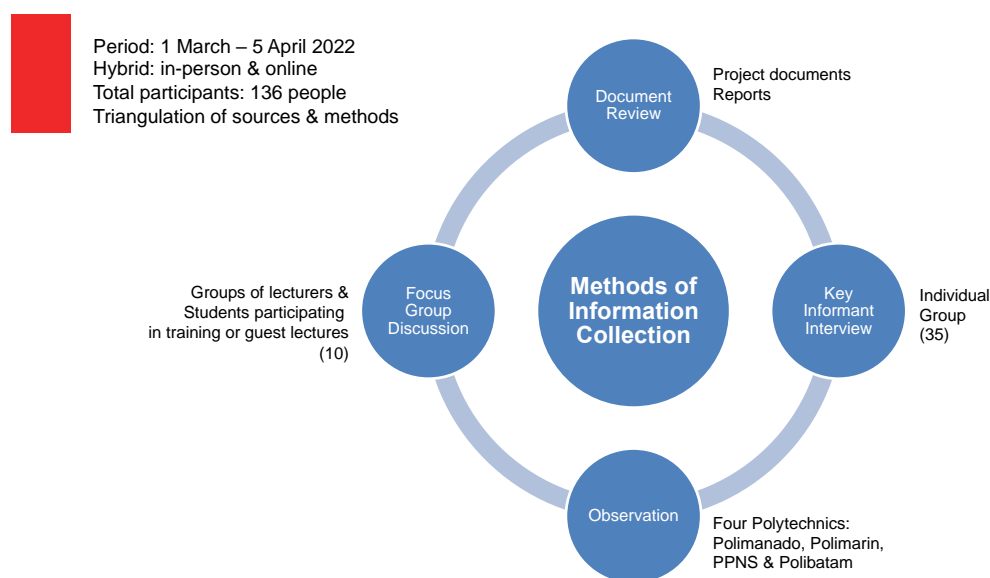 Period: 1 March – 5 April 2022
Hybrid: in-person & online
Total participants: 136 people
Triangulation of sources & methods
Document
Review
Project documents
Reports
Methods of
Information
Collection
Key
Informant
Interview
Individual
Group
(35)
Observation
Four Polytechnics:
Polimanado, Polimarin,
PPNS & Polibatam
Focus
Group
Discussion
Groups of lecturers &
Students participating
in training or guest lectures
(10)